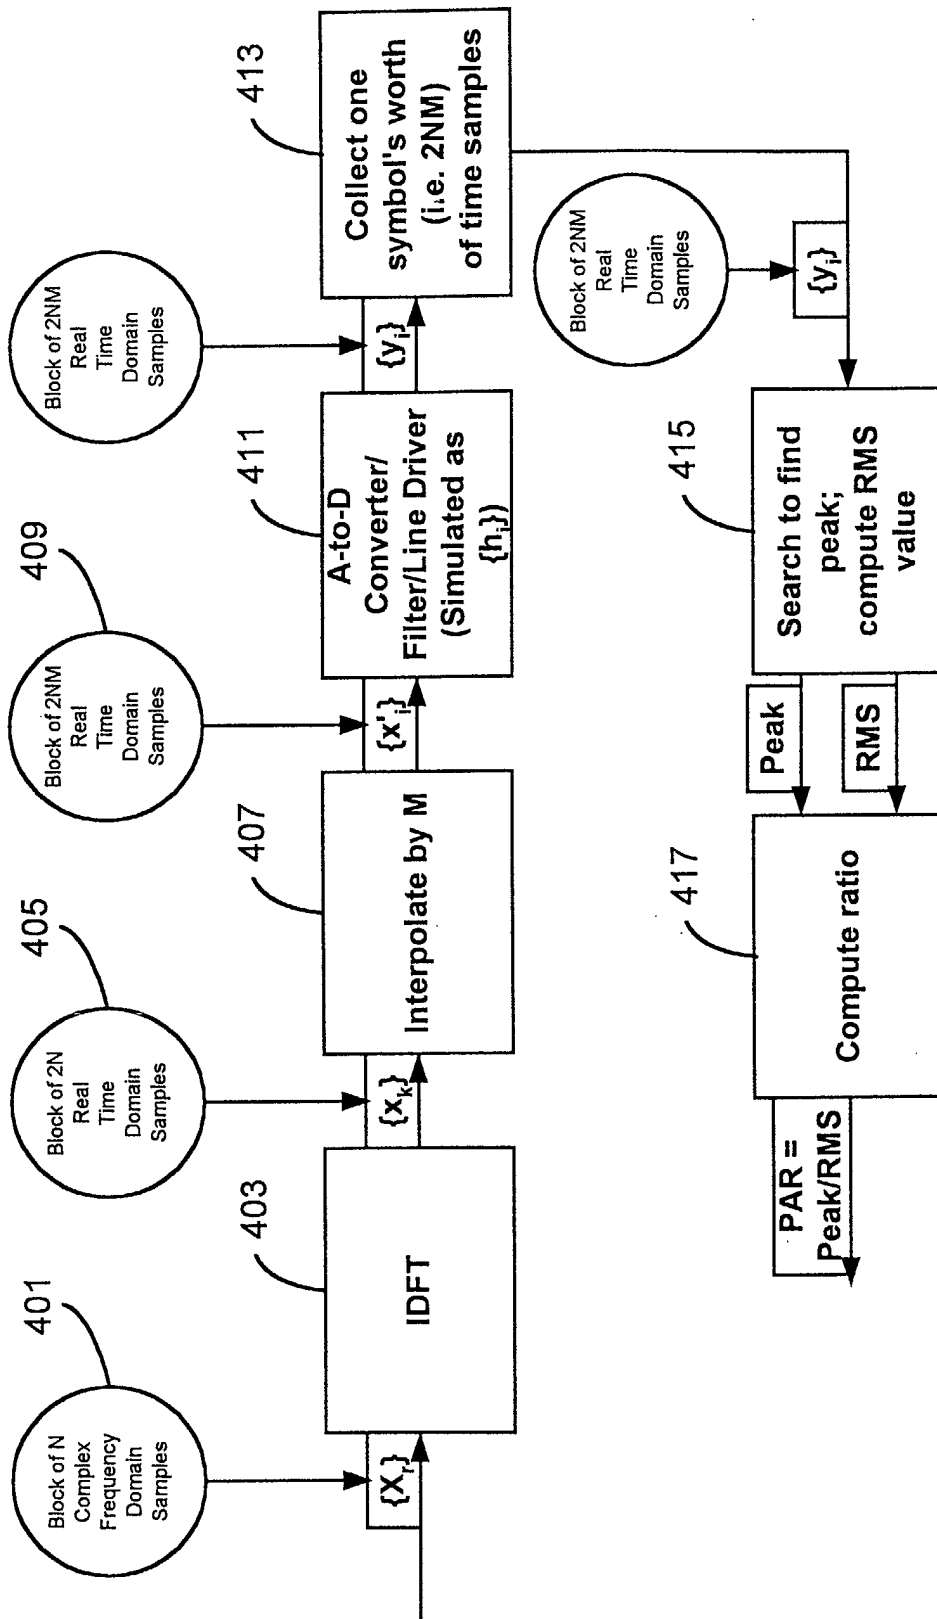 401
Block of N
Complex
Frequency
Domain
Samples
{X_r}
403
IDFT
405
Block of 2N
Real
Time
Domain
Samples
{x_k}
407
Interpolate by M
409
Block of 2NM
Real
Time
Domain
Samples
{x'_i}
411
A-to-D
Converter/
Filter/Line Driver
(Simulated as
{h_i})
Block of 2NM
Real
Time
Domain
Samples
{y_i}
413
Collect one
symbol's worth
(i.e. 2NM)
of time samples
Block of 2NM
Real
Time
Domain
Samples
{y_i}
415
Search to find
peak;
compute RMS
value
Peak
RMS
417
Compute ratio
PAR =
Peak/RMS